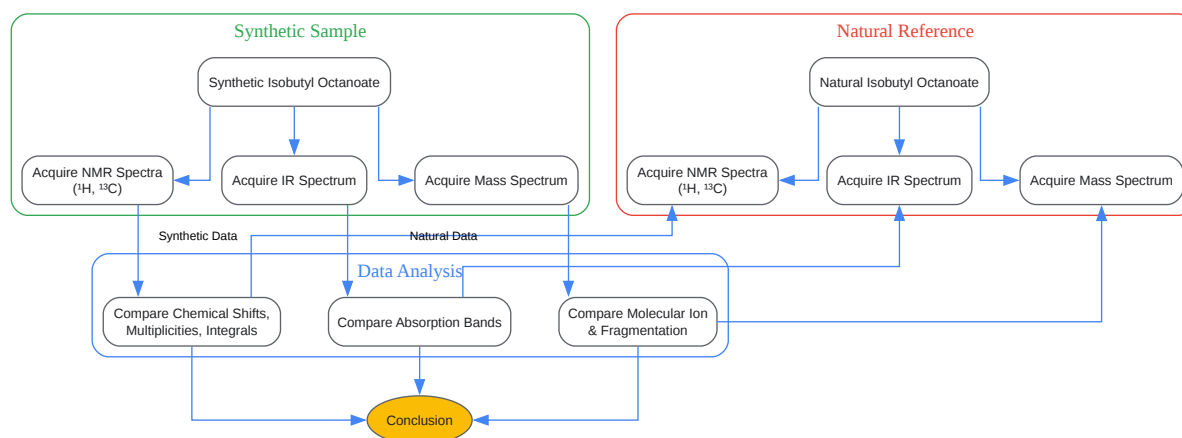 Synthetic Sample
Natural Reference
Synthetic Isobutyl Octanoate
Natural Isobutyl Octanoate
Acquire NMR Spectra
(¹H, ¹³C)
Acquire IR Spectrum
Acquire Mass Spectrum
Acquire NMR Spectra
(¹H, ¹³C)
Acquire IR Spectrum
Acquire Mass Spectrum
Synthetic Data
Natural Data
Data Analysis
Compare Chemical Shifts,
Multiplicities, Integrals
Compare Absorption Bands
Compare Molecular Ion
& Fragmentation
Conclusion